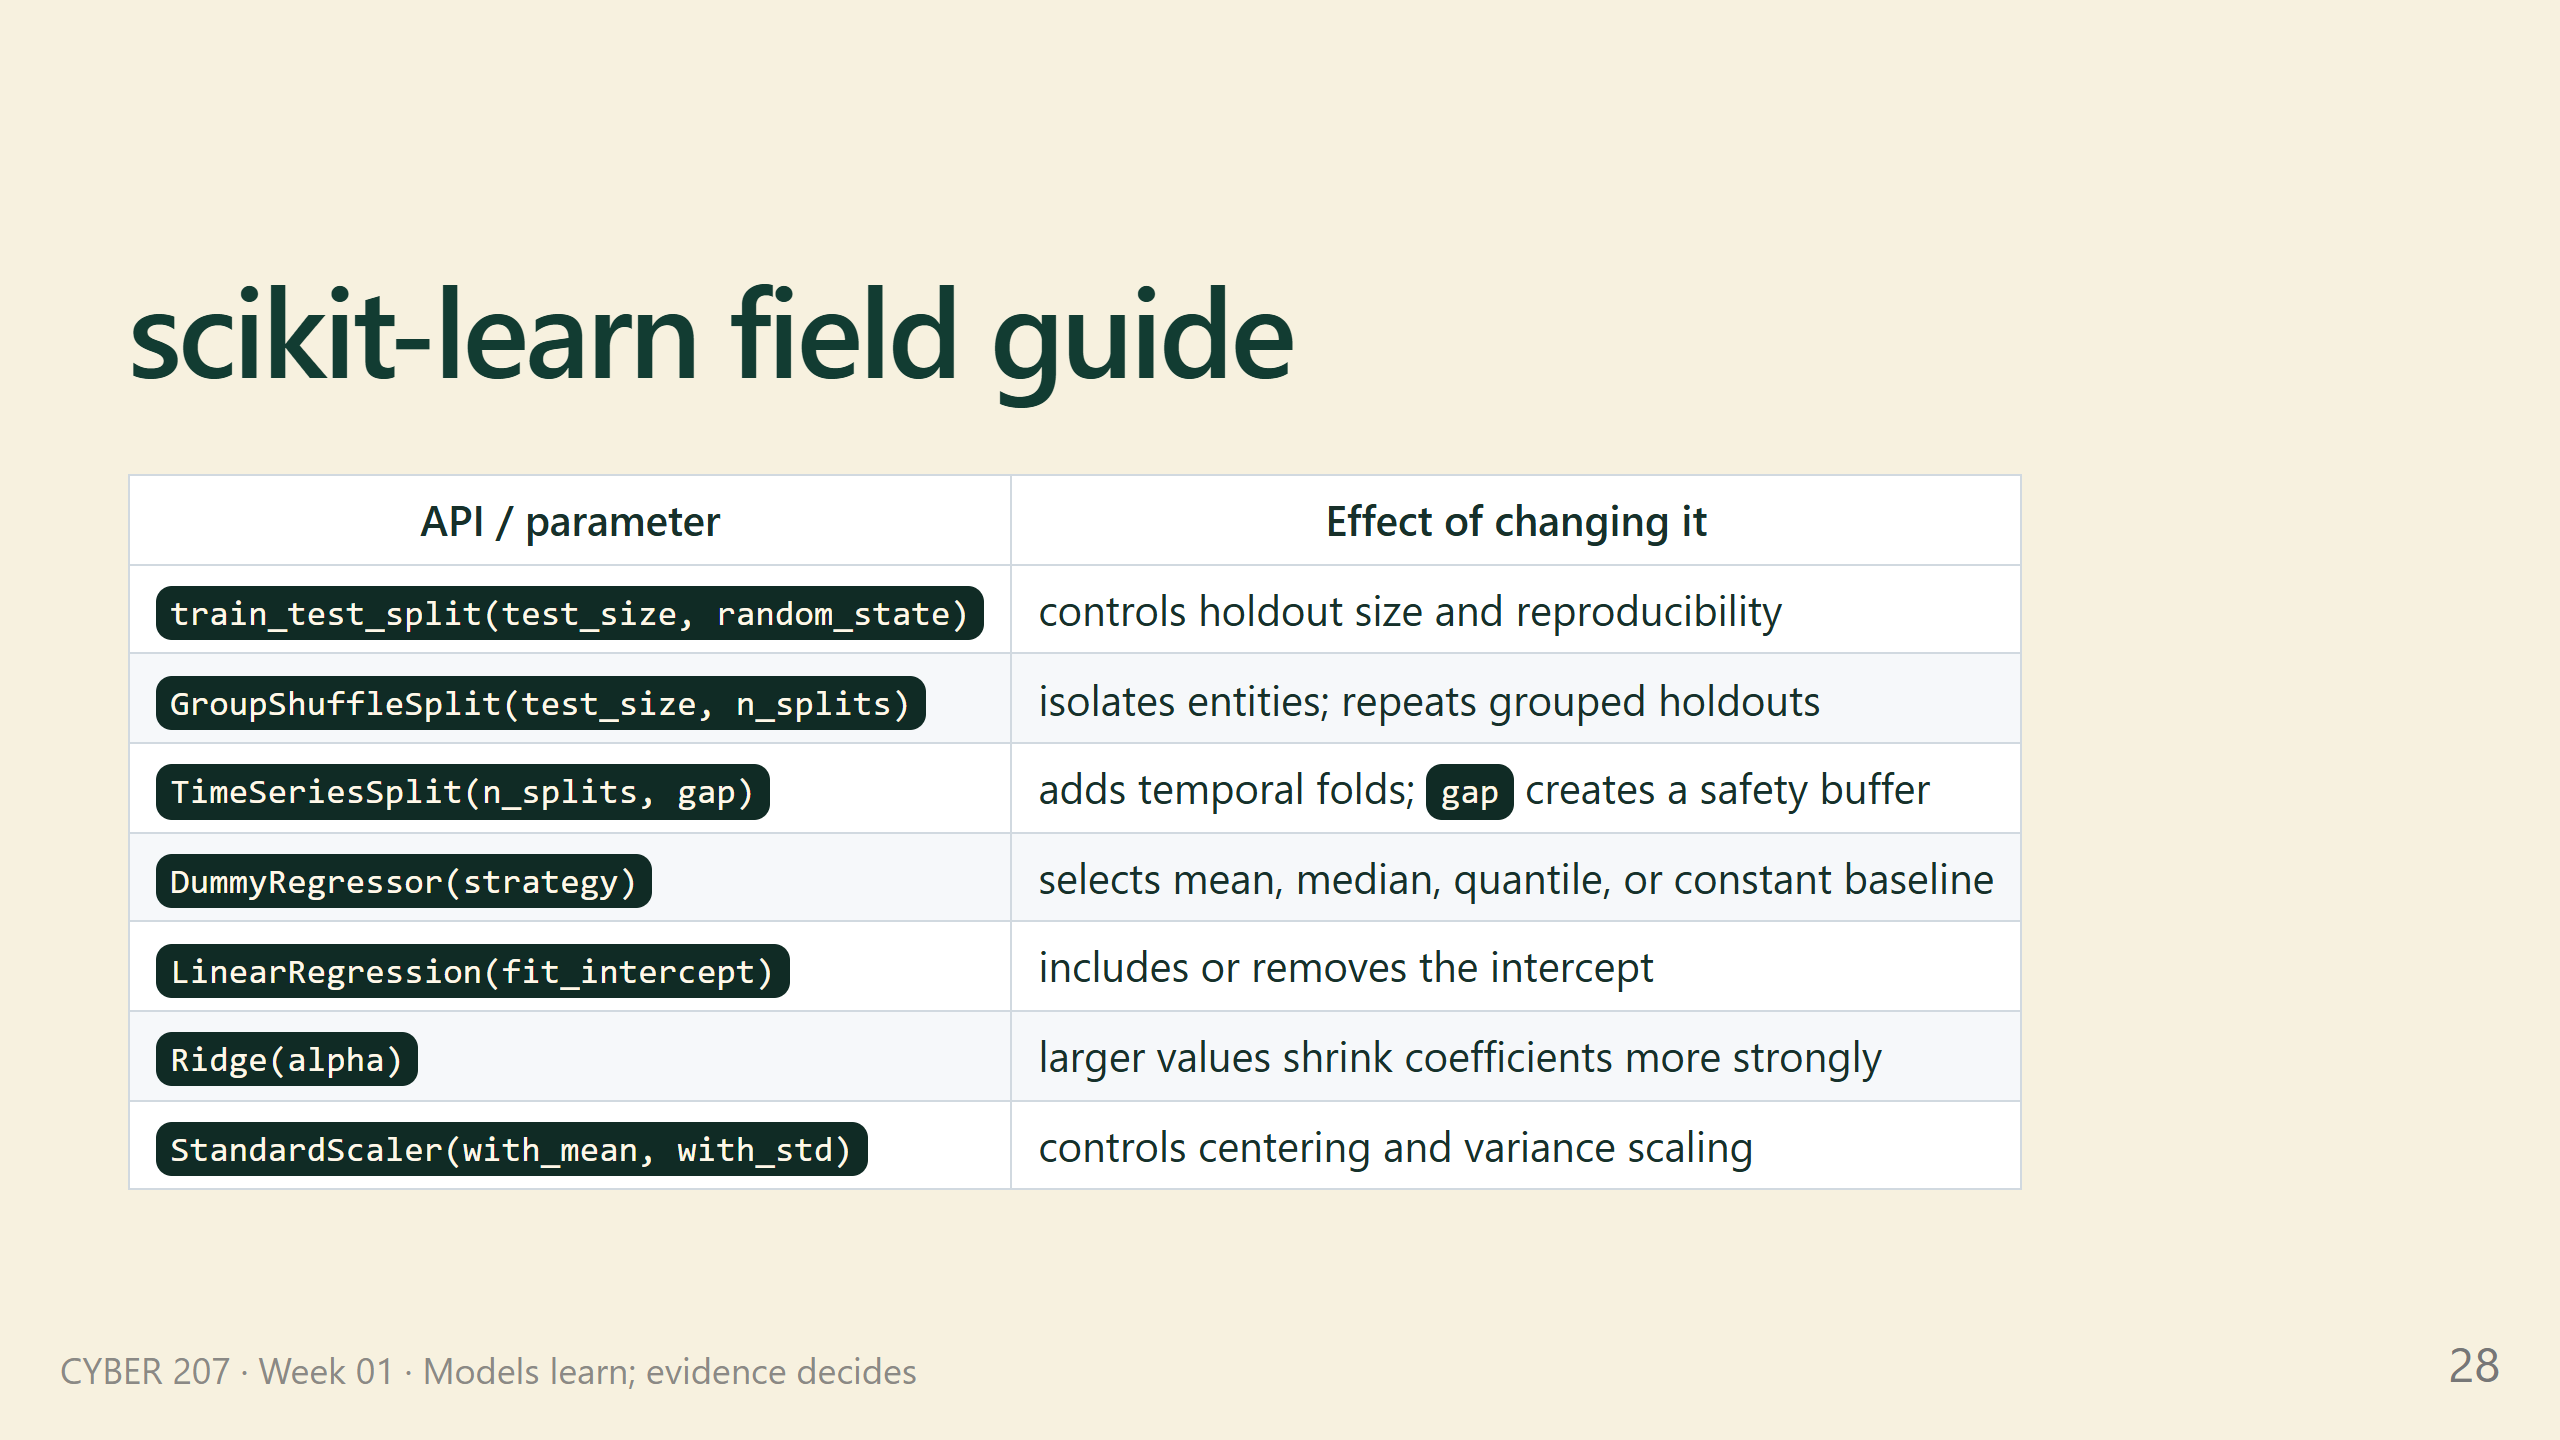 scikit-learn field guide
API / parameter Effect of changing it
train_test_split(test_size, random_state) controls holdout size and reproducibility
GroupShuffleSplit(test_size, n_splits) isolates entities; repeats grouped holdouts
TimeSeriesSplit(n_splits, gap) adds temporal folds; gap creates a safety buffer
DummyRegressor(strategy) selects mean, median, quantile, or constant baseline
LinearRegression(fit_intercept) includes or removes the intercept
Ridge(alpha) larger values shrink coefficients more strongly
StandardScaler(with_mean, with_std) controls centering and variance scaling
CYBER 207 · Week 01 · Models learn; evidence decides
28